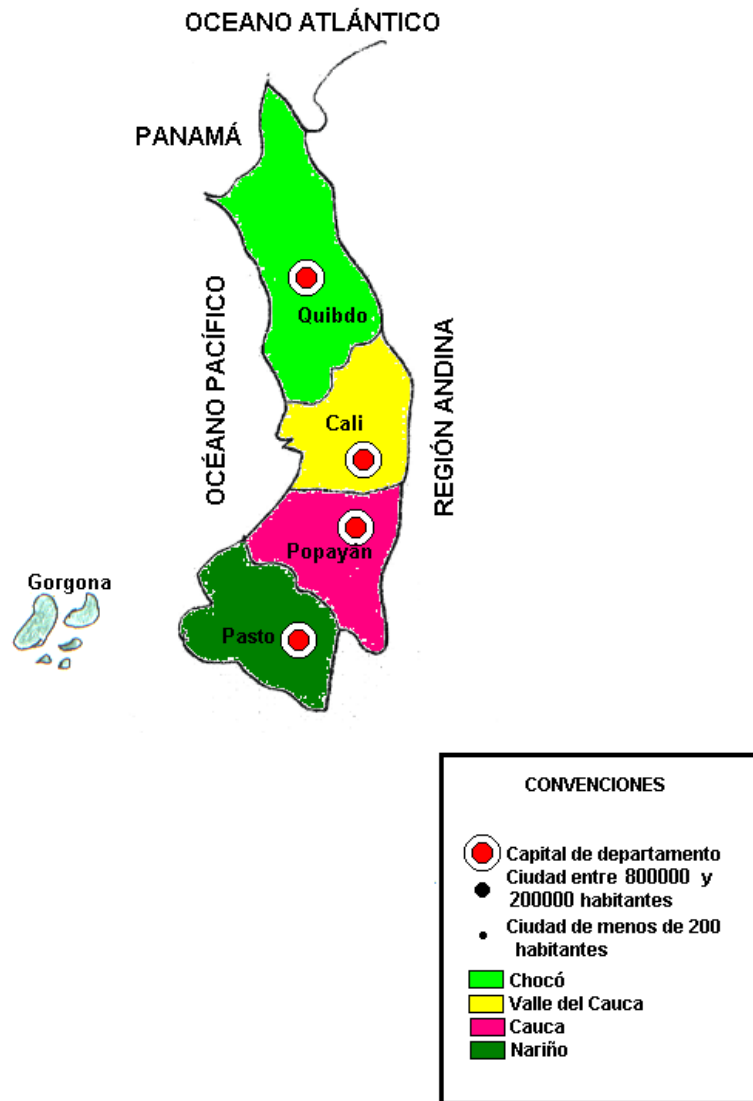 OCEANO ATLÁNTICO
PANAMÁ
OCÉANO PACÍFICO
REGIÓN ANDINA
Quibdo
Cali
Popayán
Gorgona
Pasto
CONVENCIONES
Capital de departamento
Ciudad entre 800000 y
200000 habitantes
Ciudad de menos de 200
habitantes
Chocó
Valle del Cauca
Cauca
Nariño